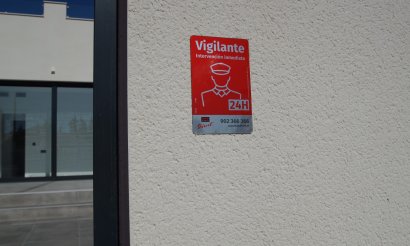 Vigilante
Intervención inmediata
24H
902 366 366